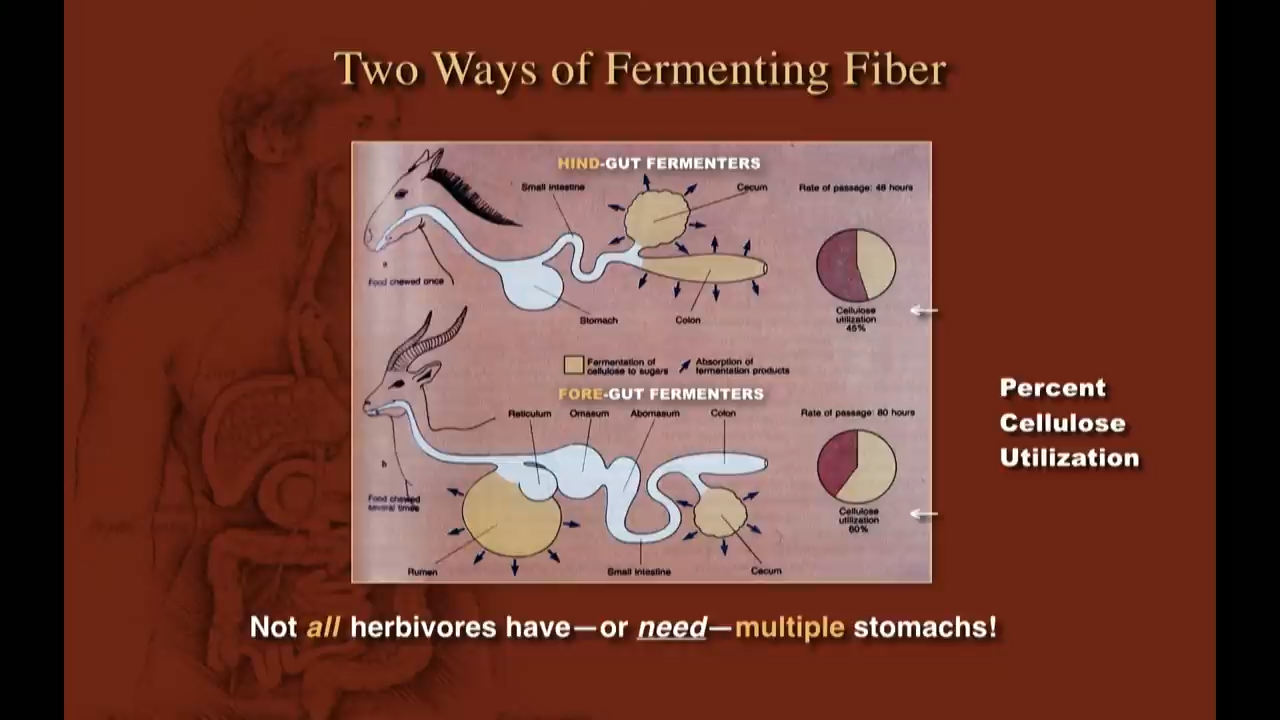 Two Ways of Fermenting Fiber
HIND-GUT FERMENTERS
Small intestine
Cecum
Rate of passage: 48 hours
a
Food chewed once
Stomach
Colon
Cellulose
utilization
45%
Fermentation of
cellulose to sugars
Absorption of
fermentation products
FORE-GUT FERMENTERS
Reticulum
Omasum
Abomasum
Colon
Rate of passage: 80 hours
b
Food chewed
several times
Cellulose
utilization
60%
Rumen
Small intestine
Cecum
Percent
Cellulose
Utilization
Not all herbivores have—or need—multiple stomachs!